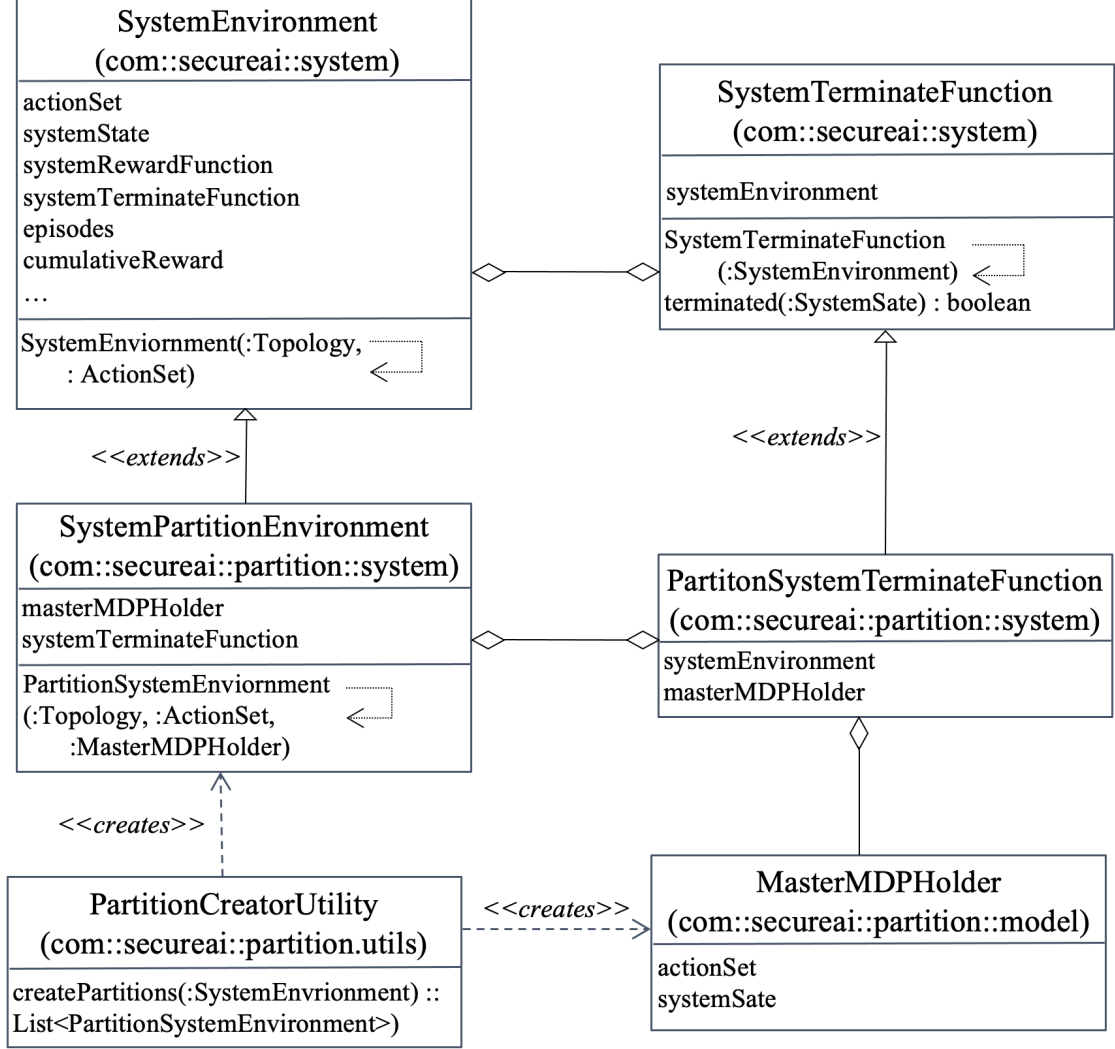 SystemEnvironment
(com::secureai::system)
actionSet
systemState
systemRewardFunction
systemTerminateFunction
episodes
cumulativeReward
…
SystemEnviornment(:Topology,
: ActionSet)
SystemTerminateFunction
(com::secureai::system)
systemEnvironment
SystemTerminateFunction
(:SystemEnvironment)
terminated(:SystemSate) : boolean
<<extends>>
<<extends>>
SystemPartitionEnvironment
(com::secureai::partition::system)
masterMDPHolder
systemTerminateFunction
PartitionSystemEnviornment
(:Topology, :ActionSet,
:MasterMDPHolder)
PartitonSystemTerminateFunction
(com::secureai::partition::system)
systemEnvironment
masterMDPHolder
<<creates>>
PartitionCreatorUtility
(com::secureai::partition.utils)
createPartitions(:SystemEnvrionment) ::
List<PartitionSystemEnvironment>)
<<creates>>
MasterMDPHolder
(com::secureai::partition::model)
actionSet
systemSate